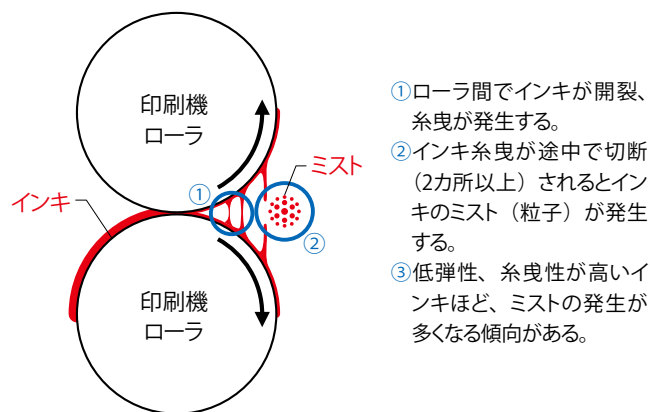 印刷機
ローラ
①
ミスト
インキ
②
印刷機
ローラ
①ローラ間でインキが開裂、
糸曳が発生する。
②インキ糸曳が途中で切断
（2カ所以上）されるとイン
キのミスト（粒子）が発生
する。
③低弾性、糸曳性が高いイ
ンキほど、ミストの発生が
多くなる傾向がある。